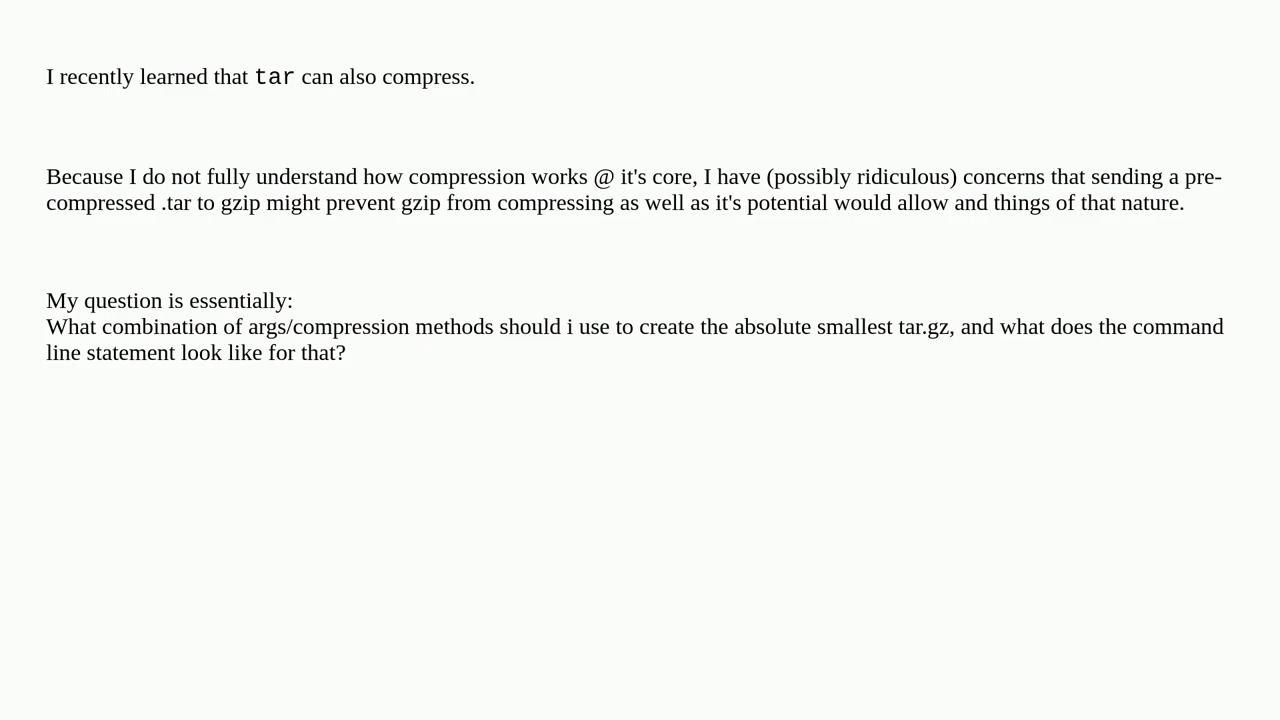 I recently learned that tar can also compress.
Because I do not fully understand how compression works @ it's core, I have (possibly ridiculous) concerns that sending a pre-
compressed .tar to gzip might prevent gzip from compressing as well as it's potential would allow and things of that nature.
My question is essentially:
What combination of args/compression methods should i use to create the absolute smallest tar.gz, and what does the command
line statement look like for that?